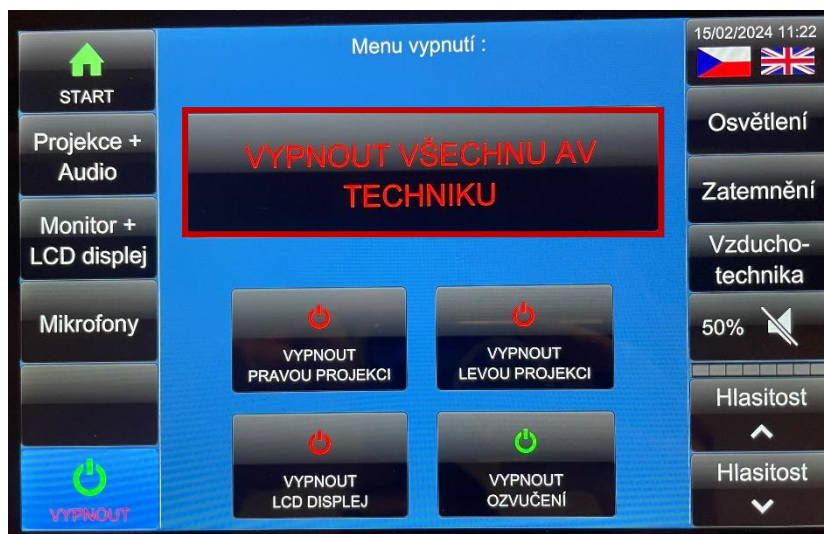 Menu vypnutí :
15/02/2024 11:22
START
Projekce +
Audio
Monitor +
LCD displej
Mikrofony
VYPNOUT
VYPNOUT VŠECHNU AV
TECHNIKU
VYPNOUT
PRAVOU PROJEKCI
VYPNOUT
LEVOU PROJEKCI
VYPNOUT
LCD DISPLEJ
VYPNOUT
OZVUČENÍ
Osvětlení
Zatemnění
Vzducho-
technika
50%
Hlasitost
Hlasitost